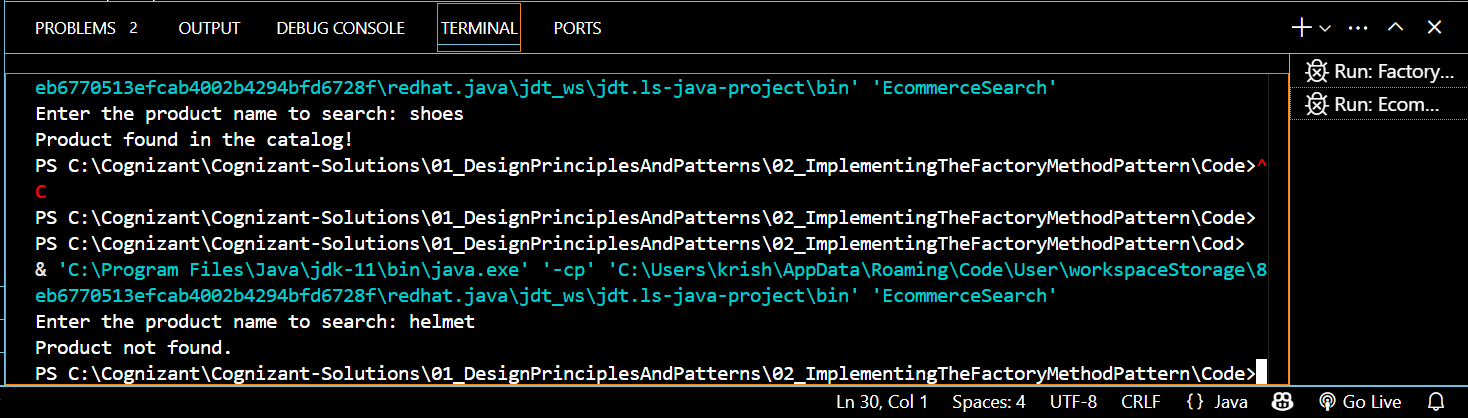 PROBLEMS 2 OUTPUT DEBUG CONSOLE TERMINAL PORTS
eb6770513efcab4002b4294bfd6728f\redhat.java\jdt_ws\jdt.ls-java-project\bin' 'EcommerceSearch'
Enter the product name to search: shoes
Product found in the catalog!
PS C:\Cognizant\Cognizant-Solutions\01_DesignPrinciplesAndPatterns\02_ImplementingTheFactoryMethodPattern\Code>^
C
PS C:\Cognizant\Cognizant-Solutions\01_DesignPrinciplesAndPatterns\02_ImplementingTheFactoryMethodPattern\Code>
PS C:\Cognizant\Cognizant-Solutions\01_DesignPrinciplesAndPatterns\02_ImplementingTheFactoryMethodPattern\Cod>
& 'C:\Program Files\Java\jdk-11\bin\java.exe' '-cp' 'C:\Users\krish\AppData\Roaming\Code\User\workspaceStorage\8
eb6770513efcab4002b4294bfd6728f\redhat.java\jdt_ws\jdt.ls-java-project\bin' 'EcommerceSearch'
Enter the product name to search: helmet
Product not found.
PS C:\Cognizant\Cognizant-Solutions\01_DesignPrinciplesAndPatterns\02_ImplementingTheFactoryMethodPattern\Code>
Run: Factory...
Run: Ecom...
Ln 30, Col 1 Spaces: 4 UTF-8 CRLF {} Java Go Live